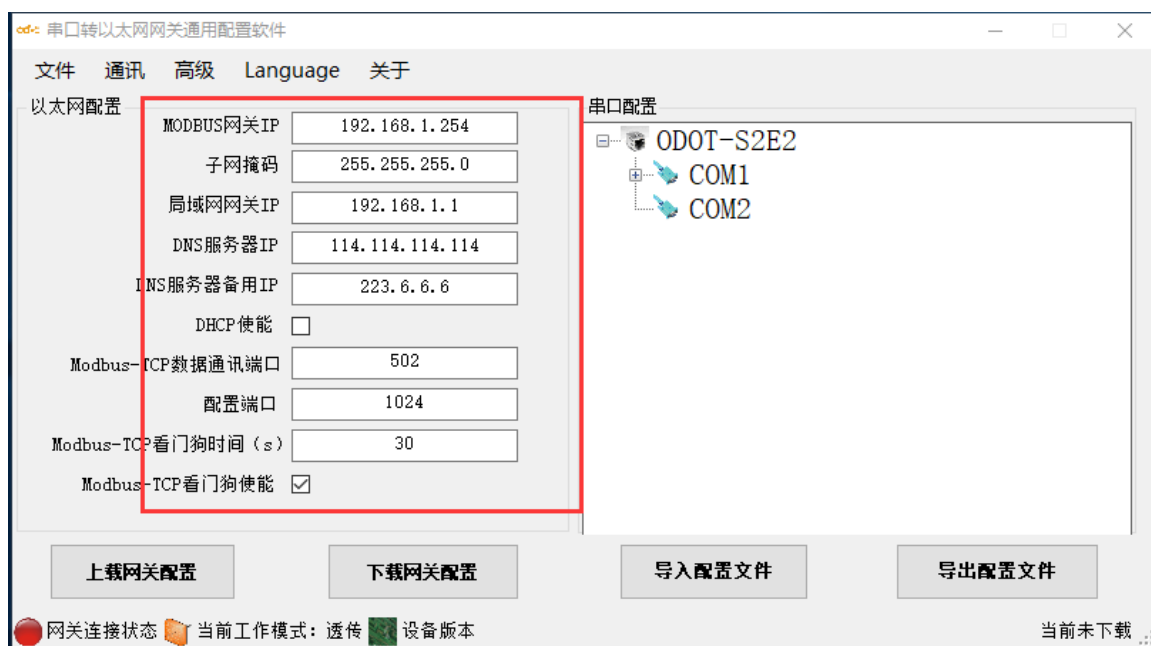 odot 串口转以太网网关通用配置软件
文件 通讯 高级 Language 关于
以太网配置
MODBUS网关IP 192.168.1.254
子网掩码 255.255.255.0
局域网网关IP 192.168.1.1
DNS服务器IP 114.114.114.114
DNS服务器备用IP 223.6.6.6
DHCP使能
Modbus-TCP数据通讯端口 502
配置端口 1024
Modbus-TCP看门狗时间(s) 30
Modbus-TCP看门狗使能
串口配置
ODOT-S2E2
COM1
COM2
上载网关配置 下载网关配置 导入配置文件 导出配置文件
网关连接状态 当前工作模式：透传 设备版本 当前未下载